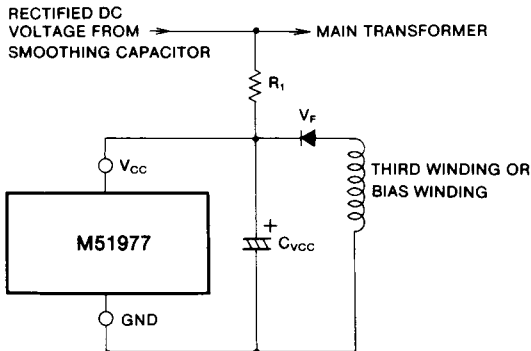 RECTIFIED DC
VOLTAGE FROM
SMOOTHING CAPACITOR
MAIN TRANSFORMER
R1
VF
VCC
THIRD WINDING OR
BIAS WINDING
M51977
+
CVCC
GND